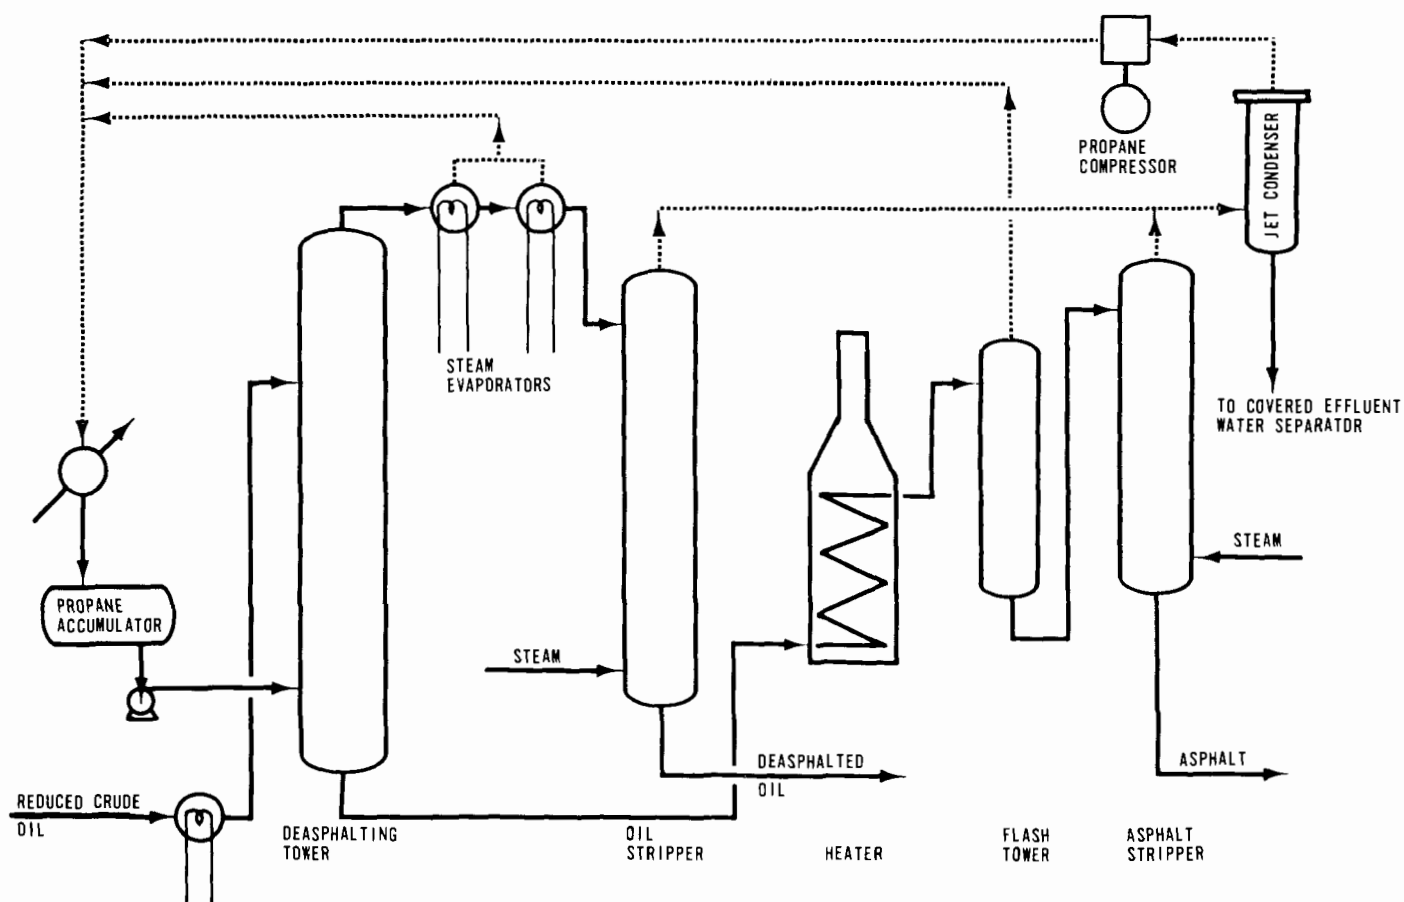 PROPANE
COMPRESSOR
JET CONDENSER
STEAM
EVAPORATORS
TO COVERED EFFLUENT
WATER SEPARATOR
STEAM
PROPANE
ACCUMULATOR
STEAM
DEASPHALTED
OIL
ASPHALT
REDUCED CRUDE
OIL
DEASPHALTING
TOWER
OIL
STRIPPER
HEATER
FLASH
TOWER
ASPHALT
STRIPPER